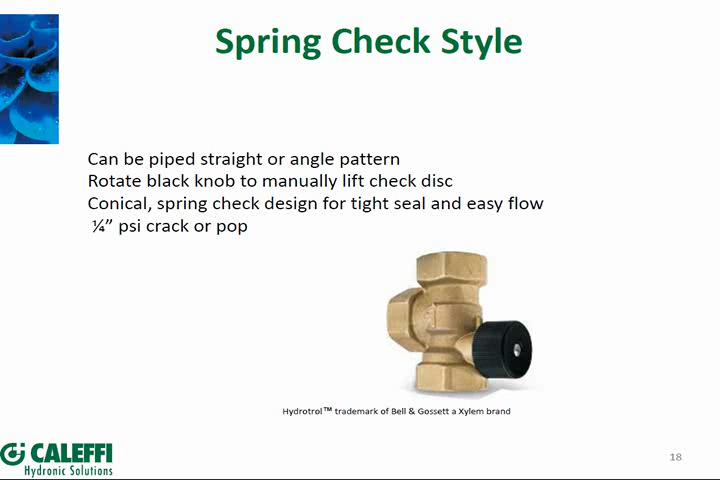 Spring Check Style
Can be piped straight or angle pattern
Rotate black knob to manually lift check disc
Conical, spring check design for tight seal and easy flow
¼” psi crack or pop
Hydrotrol™ trademark of Bell & Gossett a Xylem brand
CALEFFI
Hydronic Solutions
18